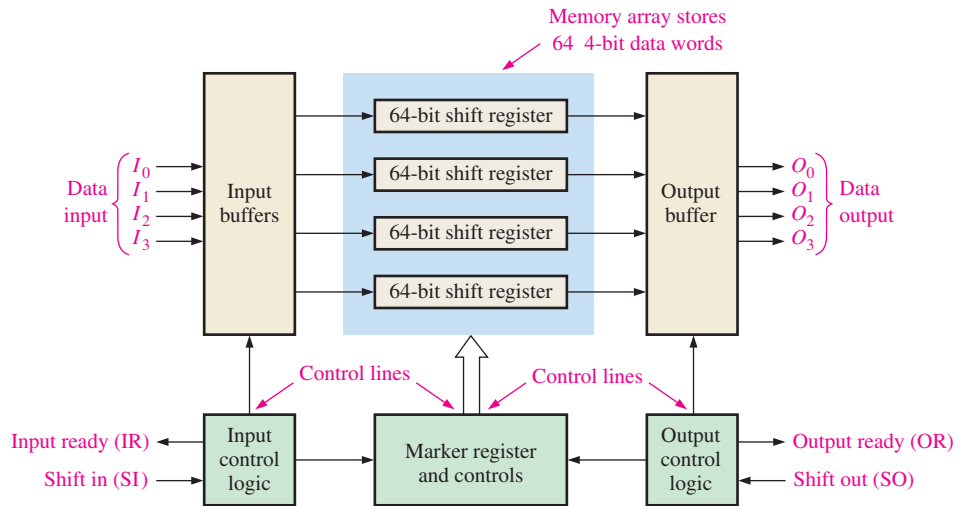 Memory array stores
64 4-bit data words
64-bit shift register
64-bit shift register
64-bit shift register
64-bit shift register
Data
input
I0
I1
I2
I3
Input
buffers
Output
buffer
O0
O1
O2
O3
Data
output
Control lines
Control lines
Input ready (IR)
Shift in (SI)
Input
control
logic
Marker register
and controls
Output
control
logic
Output ready (OR)
Shift out (SO)